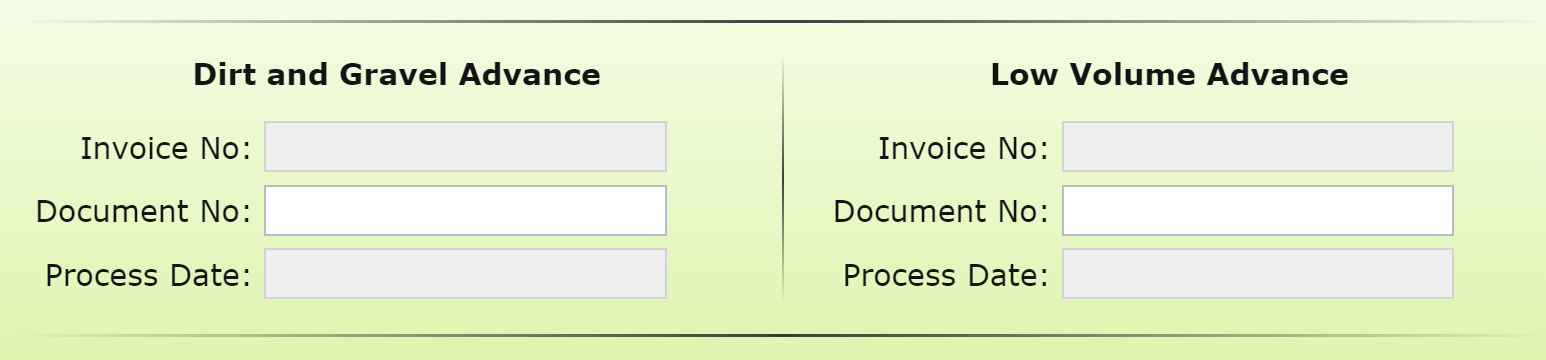 Dirt and Gravel Advance
Invoice No:
Document No:
Process Date:
Low Volume Advance
Invoice No:
Document No:
Process Date: